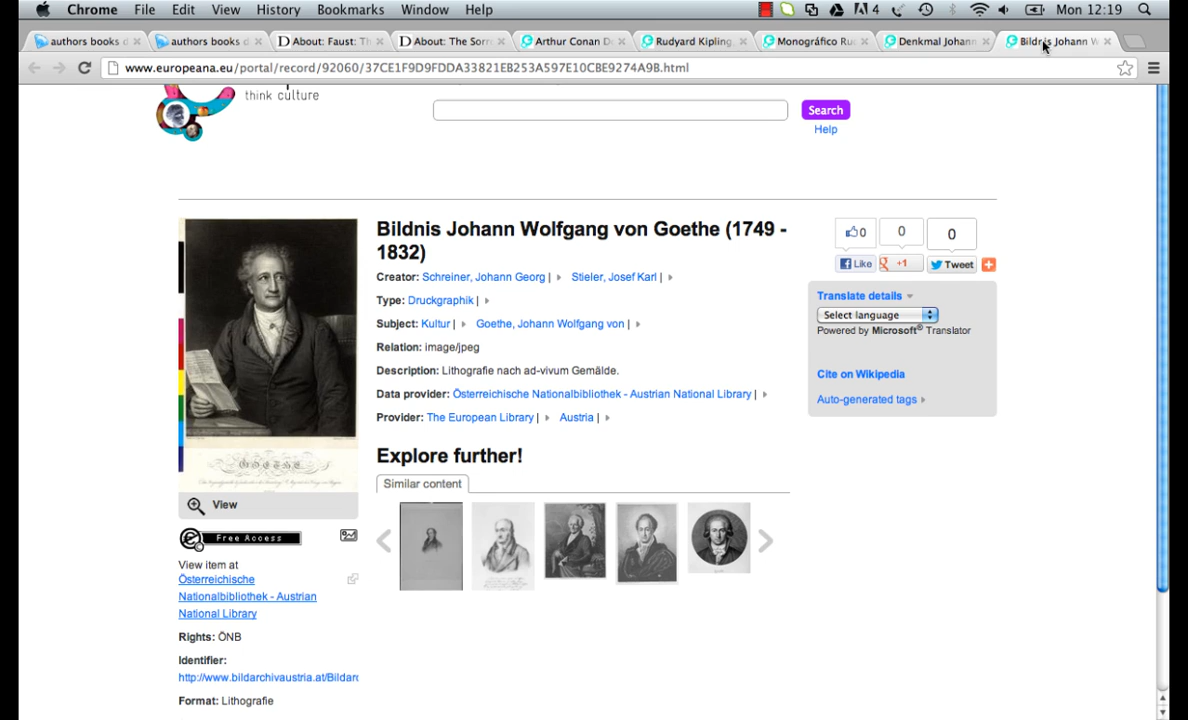 Chrome File Edit View History Bookmarks Window Help 4 Mon 12:19
authors books d authors books d About: Faust: Th About: The Sorr Arthur Conan D Rudyard Kipling Monográfico Ru Denkmal Johann Bildnis Johann W
www.europeana.eu/portal/record/92060/37CE1F9D9FDDA33821EB253A597E10CBE9274A9B.html
think culture
Search
Help
Bildnis Johann Wolfgang von Goethe (1749 -
1832)
Creator: Schreiner, Johann Georg | Stieler, Josef Karl |
Type: Druckgraphik |
Subject: Kultur | Goethe, Johann Wolfgang von |
Relation: image/jpeg
Description: Lithografie nach ad-vivum Gemälde.
Data provider: Österreichische Nationalbibliothek - Austrian National Library |
Provider: The European Library | Austria |
Explore further!
Similar content
0 0 0
Like +1 Tweet
Translate details
Select language
Powered by Microsoft® Translator
Cite on Wikipedia
Auto-generated tags
GOETHE
View
Free Access
View item at
Österreichische
Nationalbibliothek - Austrian
National Library
Rights: ÖNB
Identifier:
http://www.bildarchivaustria.at/Bildarc
Format: Lithografie